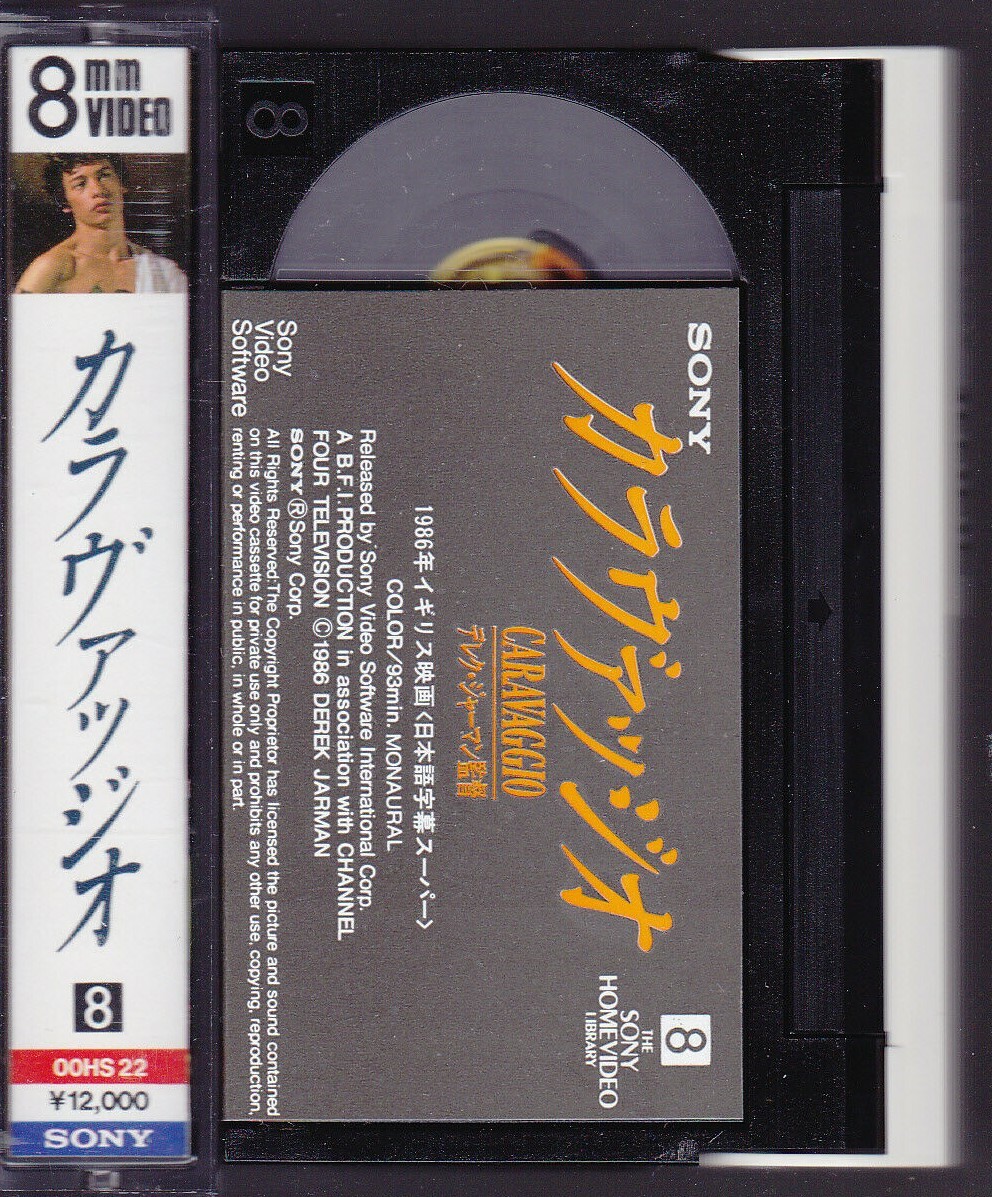 8 mm VIDEO
カラヴァッジオ
8
OOHS 22
¥12,000
SONY
8
SONY
カラヴァッジオ
CARAVAGGIO
デレク・ジャーマン監督
1986年イギリス映画〈日本語字幕スーパー〉
COLOR/93min. MONAURAL
Released by Sony Video Software International Corp.
A B.F.I.PRODUCTION in association with CHANNEL
FOUR TELEVISION ©1986 DEREK JARMAN
SONY®Sony Corp.
All Rights Reserved:The Copyright Proprietor has licensed the picture and sound contained
on this video cassette for private use only and prohibits any other use, copying, reproduction,
renting or performance in public, in whole or in part.
Sony
Video
Software
8
THE
SONY
HOMEVIDEO
LIBRARY